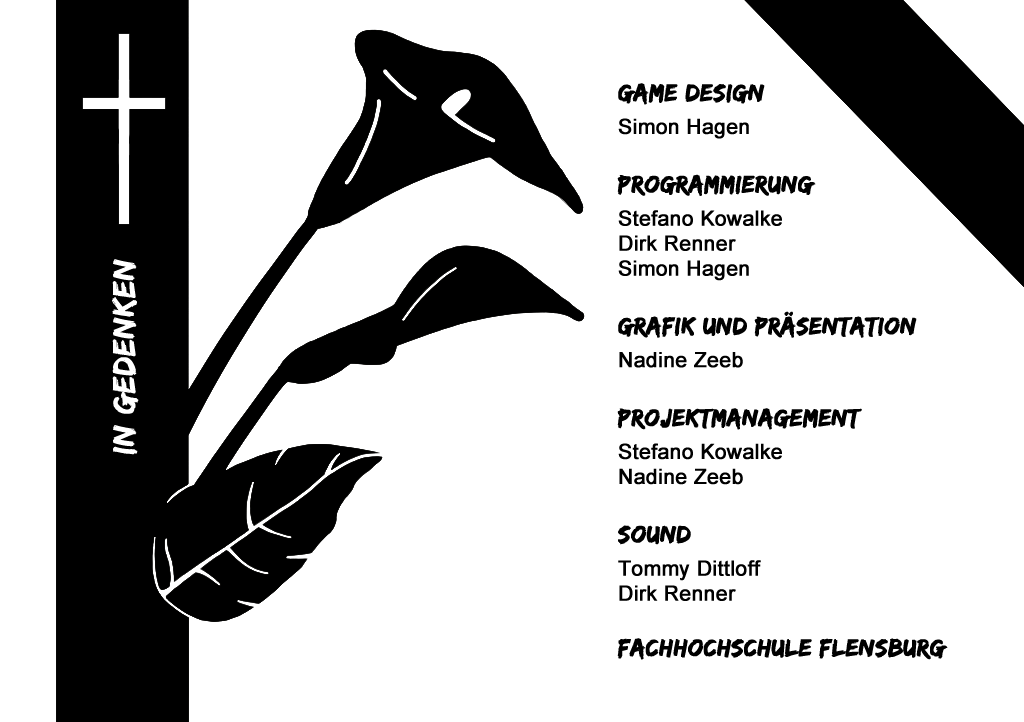 IN GEDENKEN
GAME DESIGN
Simon Hagen
PROGRAMMIERUNG
Stefano Kowalke
Dirk Renner
Simon Hagen
GRAFIK UND PRÄSENTATION
Nadine Zeeb
PROJEKTMANAGEMENT
Stefano Kowalke
Nadine Zeeb
SOUND
Tommy Dittloff
Dirk Renner
FACHHOCHSCHULE FLENSBURG